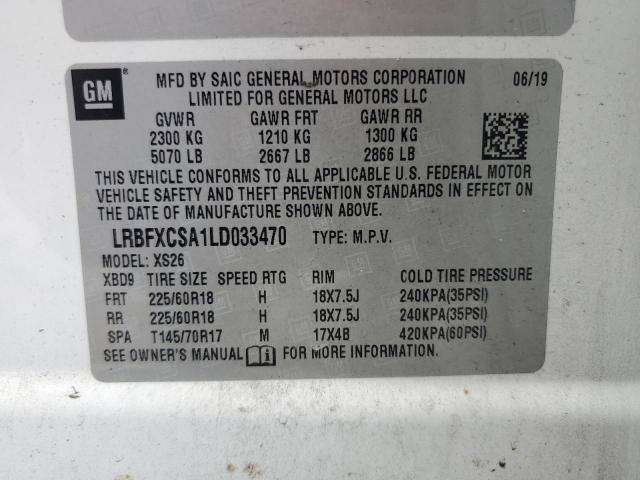 GM
MFD BY SAIC GENERAL MOTORS CORPORATION 06/19
LIMITED FOR GENERAL MOTORS LLC
GVWR GAWR FRT GAWR RR
2300 KG 1210 KG 1300 KG
5070 LB 2667 LB 2866 LB
THIS VEHICLE CONFORMS TO ALL APPLICABLE U.S. FEDERAL MOTOR
VEHICLE SAFETY AND THEFT PREVENTION STANDARDS IN EFFECT ON
THE DATE OF MANUFACTURE SHOWN ABOVE.
LRBFXCSA1LD033470 TYPE: M.P.V.
MODEL: XS26
XBD9 TIRE SIZE SPEED RTG RIM COLD TIRE PRESSURE
FRT 225/60R18 H 18X7.5J 240KPA(35PSI)
RR 225/60R18 H 18X7.5J 240KPA(35PSI)
SPA T145/70R17 M 17X4B 420KPA(60PSI)
SEE OWNER'S MANUAL FOR MORE INFORMATION.